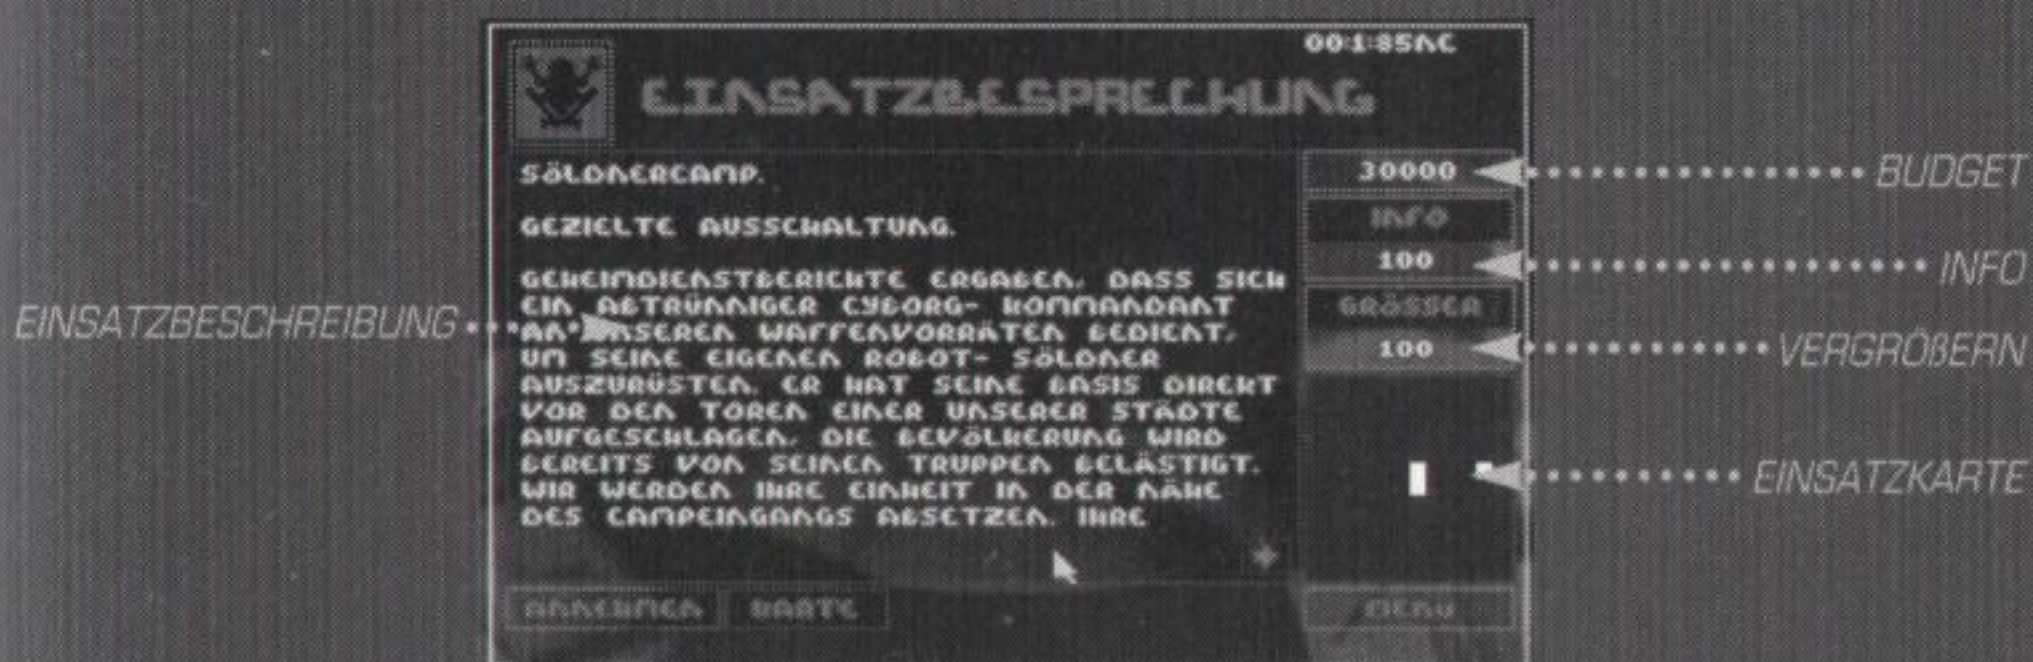 00:1:85NC
EINSATZBESPRECHUNG
SÖLDNERCAMP.
30000
BUDGET
GEZIELTE AUSSCHALTUNG.
INFO
100
INFO
GEHEIMDIENSTBERICHTE ERGABEN, DASS SICH
EIN ABTRÜNNIGER CYBORG- KOMMANDANT
AN UNSEREN WAFFENVORRÄTEN BEDIENT,
UM SEINE EIGENEN ROBOT- SÖLDNER
AUSZURÜSTEN. ER HAT SEINE BASIS DIREKT
VOR DEN TOREN EINER UNSERER STÄDTE
AUFGESCHLAGEN. DIE BEVÖLKERUNG WIRD
BEREITS VON SEINEN TRUPPEN BELÄSTIGT.
WIR WERDEN IHRE EINHEIT IN DER NÄHE
DES CAMPEINGANGS ABSETZEN. IHRE
EINSATZBESCHREIBUNG
GRÖSSER
100
VERGRÖßERN
EINSATZKARTE
ANNEHMEN
KARTE
MENU